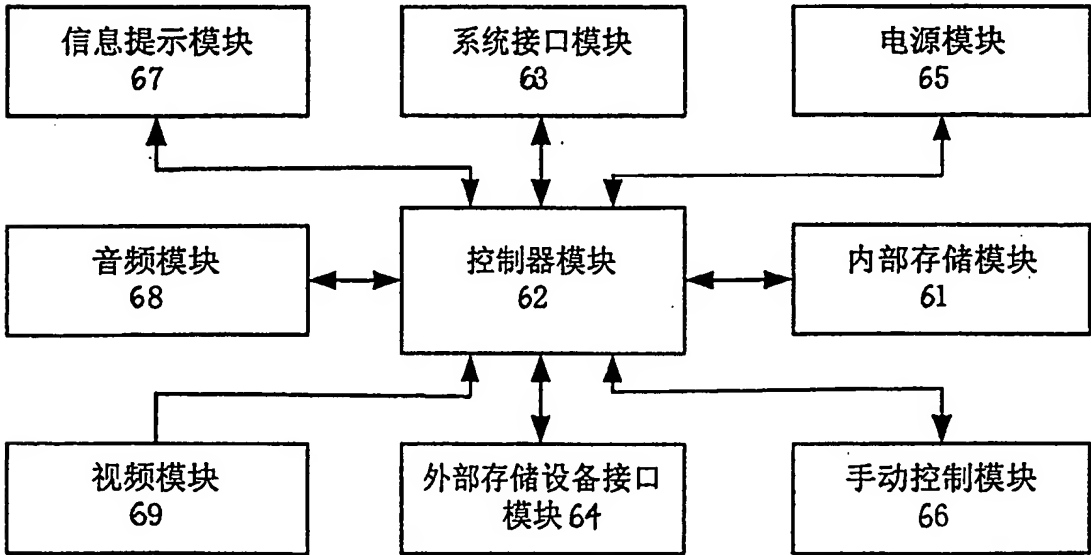 信息提示模块
67
系统接口模块
63
电源模块
65
音频模块
68
控制器模块
62
内部存储模块
61
视频模块
69
外部存储设备接口
模块64
手动控制模块
66